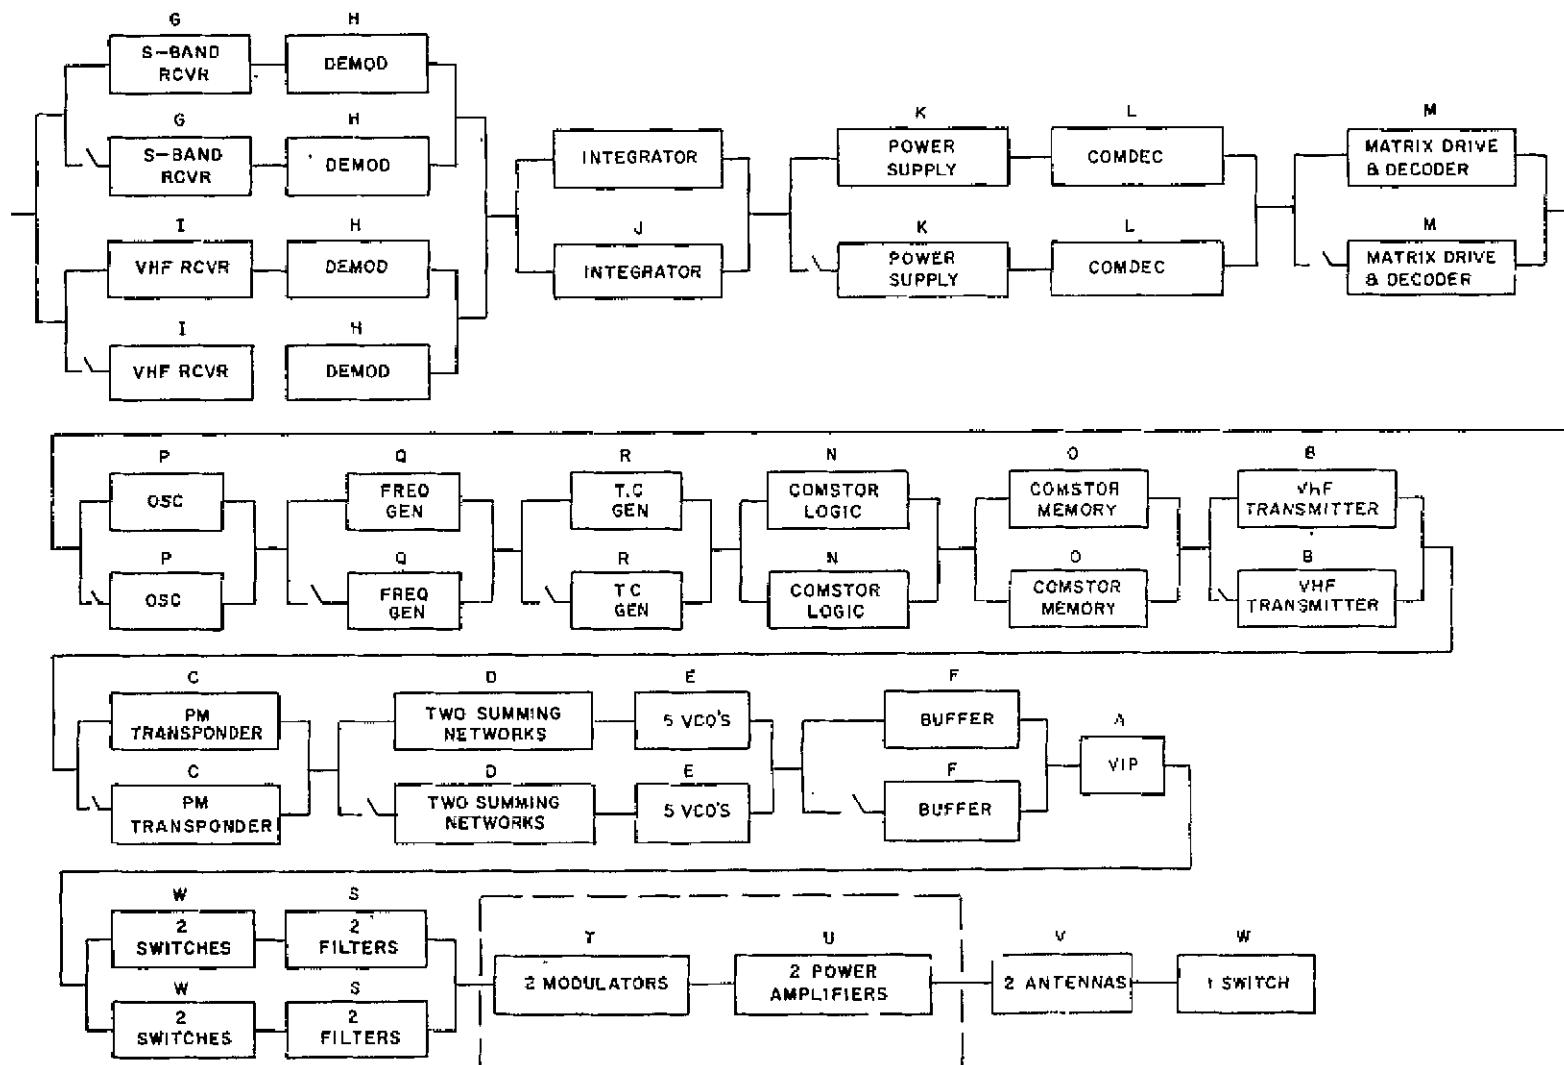 G H
S-BAND RCVR DEMOD
G H
S-BAND RCVR DEMOD
I H
VHF RCVR DEMOD
I H
VHF RCVR DEMOD
INTEGRATOR
J
INTEGRATOR
K L
POWER SUPPLY COMDEC
K L
POWER SUPPLY COMDEC
M
MATRIX DRIVE & DECODER
M
MATRIX DRIVE & DECODER
P Q R N O B
OSC FREQ GEN T.C GEN COMSTOR LOGIC COMSTOR MEMORY VHF TRANSMITTER
P Q R N O B
OSC FREQ GEN T.C GEN COMSTOR LOGIC COMSTOR MEMORY VHF TRANSMITTER
C D E F A
PM TRANSPONDER TWO SUMMING NETWORKS 5 VCO'S BUFFER VIP
C D E F
PM TRANSPONDER TWO SUMMING NETWORKS 5 VCO'S BUFFER
W S
2 SWITCHES 2 FILTERS
W S
2 SWITCHES 2 FILTERS
T U V W
2 MODULATORS 2 POWER AMPLIFIERS 2 ANTENNAS 1 SWITCH